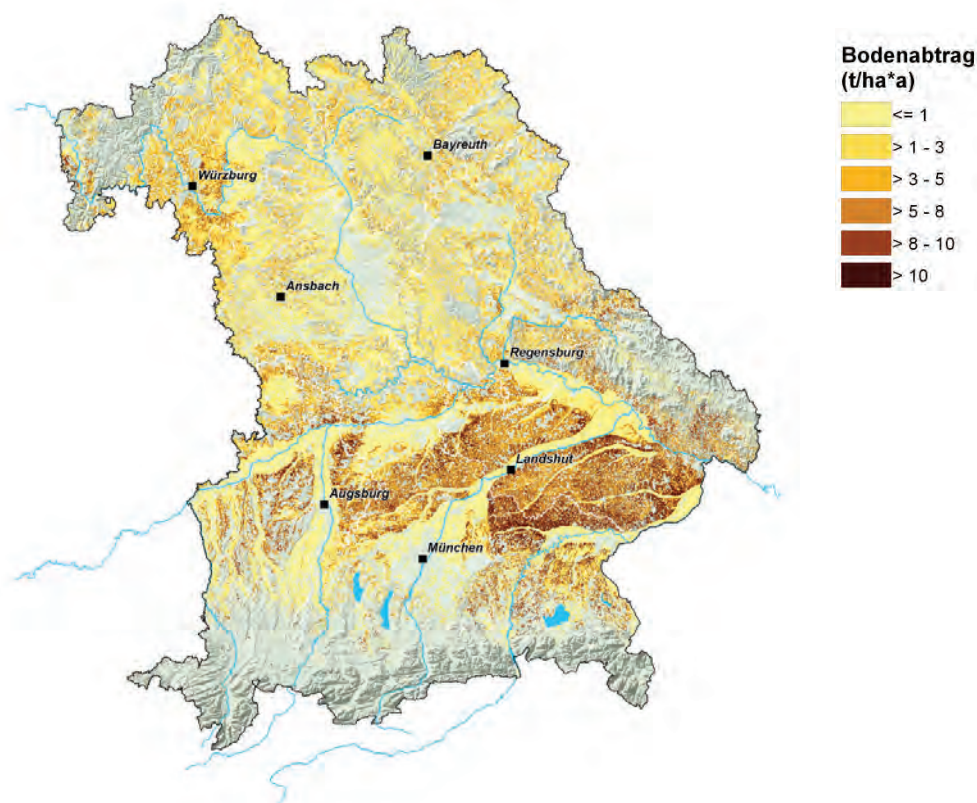 Bodenabtrag
(t/ha*a)
<= 1
> 1 - 3
> 3 - 5
> 5 - 8
> 8 - 10
> 10
Bayreuth
Würzburg
Ansbach
Regensburg
Landshut
Augsburg
München